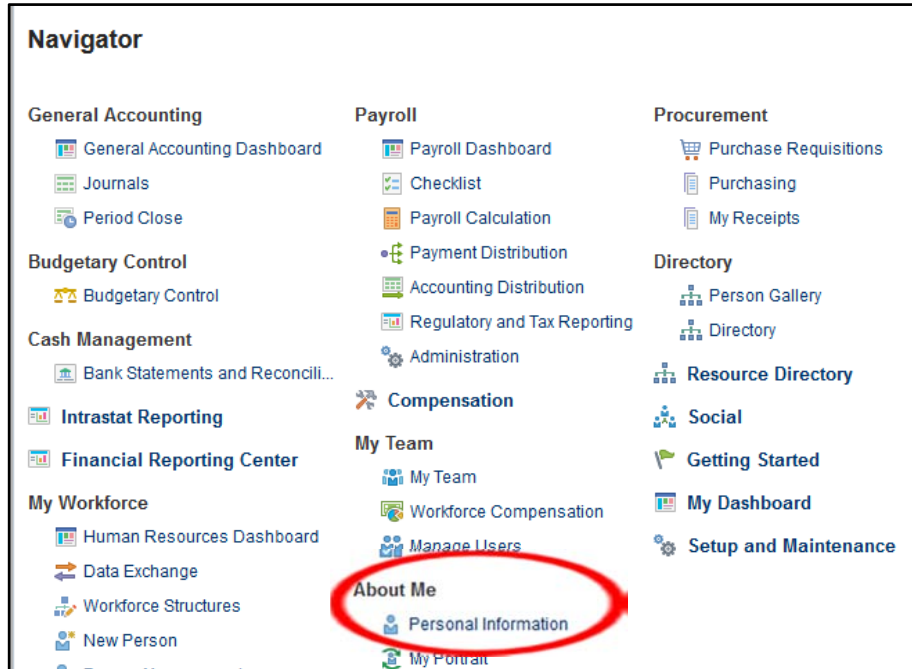 Navigator
General Accounting
General Accounting Dashboard
Journals
Period Close
Budgetary Control
Budgetary Control
Cash Management
Bank Statements and Reconcili...
Intrastat Reporting
Financial Reporting Center
My Workforce
Human Resources Dashboard
Data Exchange
Workforce Structures
New Person
Payroll
Payroll Dashboard
Checklist
Payroll Calculation
Payment Distribution
Accounting Distribution
Regulatory and Tax Reporting
Administration
Compensation
My Team
My Team
Workforce Compensation
Manage Users
About Me
Personal Information
My Portrait
Procurement
Purchase Requisitions
Purchasing
My Receipts
Directory
Person Gallery
Directory
Resource Directory
Social
Getting Started
My Dashboard
Setup and Maintenance